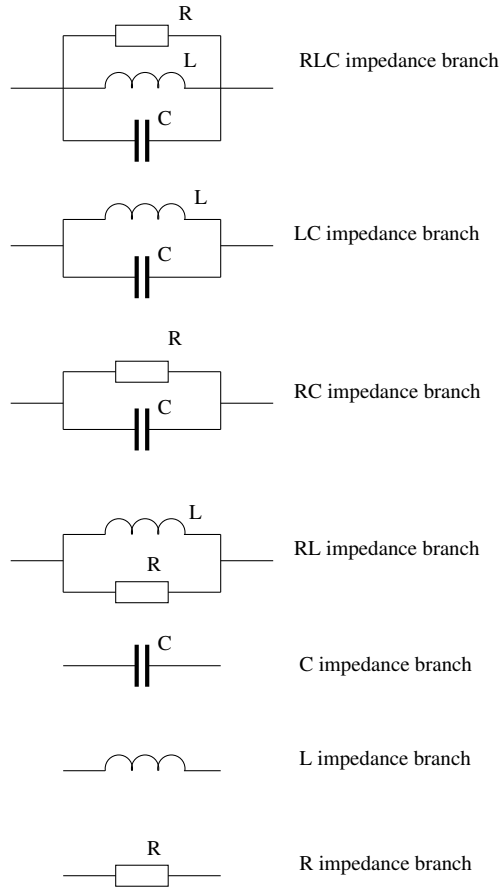 R
L
RLC impedance branch
C
L
LC impedance branch
C
R
RC impedance branch
C
L
RL impedance branch
R
C
C impedance branch
L impedance branch
R
R impedance branch